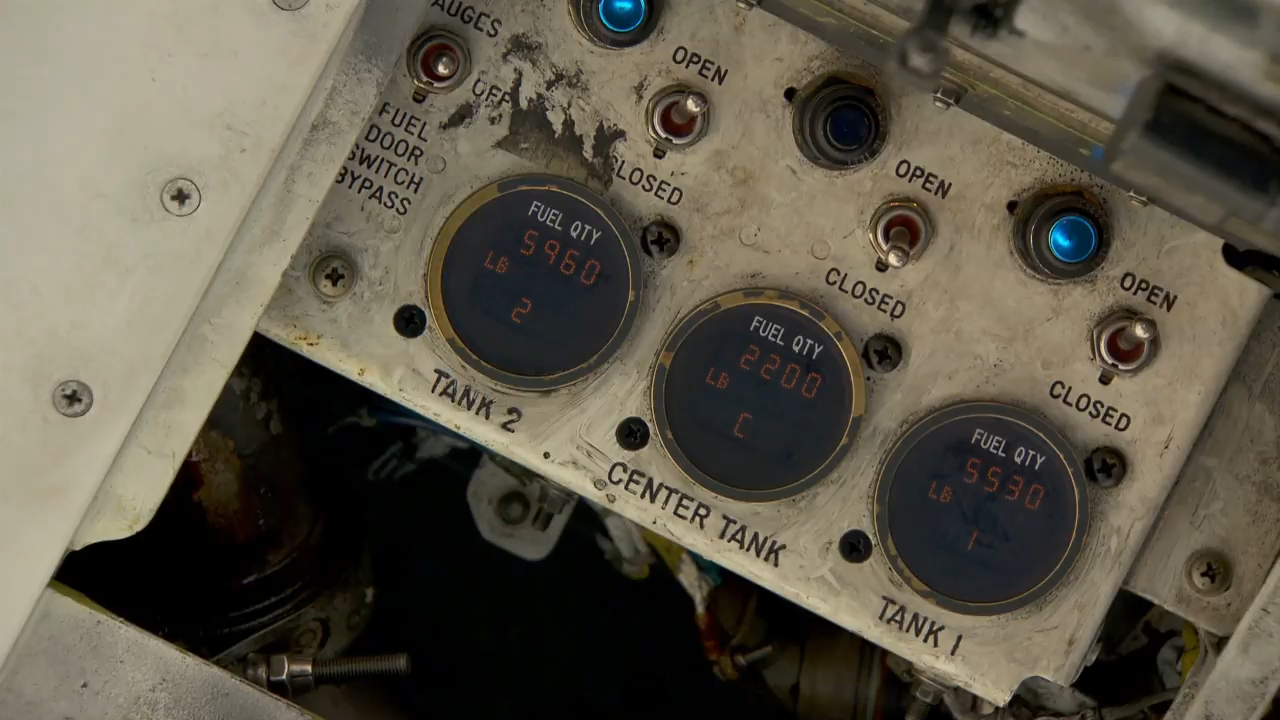 AUGES
OFF
FUEL
DOOR
SWITCH
BYPASS
OPEN
CLOSED
OPEN
CLOSED
OPEN
CLOSED
FUEL QTY
5960
LB
2
TANK 2
FUEL QTY
2200
LB
C
CENTER TANK
FUEL QTY
5530
LB
1
TANK 1